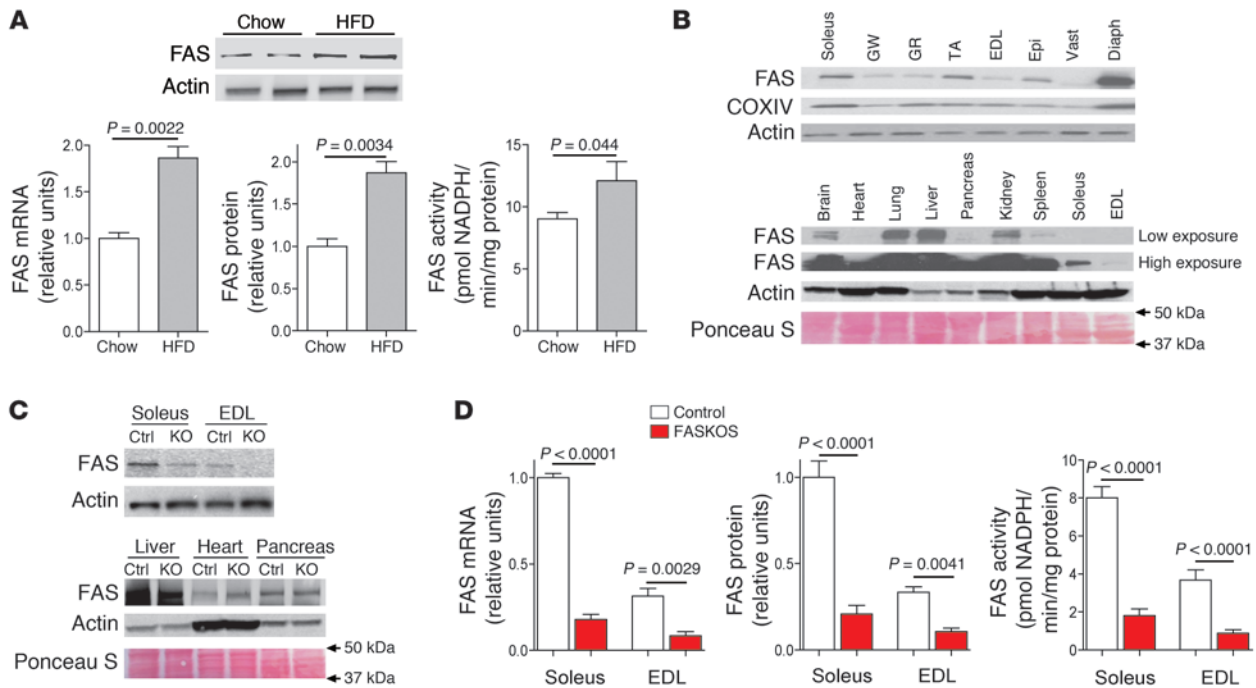 A
Chow HFD
FAS
Actin
P = 0.0022
2.0
1.5
1.0
0.5
0.0
FAS mRNA
(relative units)
Chow HFD
P = 0.0034
2.0
1.5
1.0
0.5
0.0
FAS protein
(relative units)
Chow HFD
P = 0.044
15
10
5
0
FAS activity
(pmol NADPH/
min/mg protein)
Chow HFD
B
Soleus GW GR TA EDL Epi Vast Diaph
FAS
COXIV
Actin
Brain Heart Lung Liver Pancreas Kidney Spleen Soleus EDL
FAS Low exposure
FAS High exposure
Actin
50 kDa
Ponceau S
37 kDa
C
Soleus EDL
Ctrl KO Ctrl KO
FAS
Actin
Liver Heart Pancreas
Ctrl KO Ctrl KO Ctrl KO
FAS
Actin
50 kDa
Ponceau S
37 kDa
D
Control
FASKOS
P < 0.0001
P = 0.0029
1.0
0.5
0.0
FAS mRNA
(relative units)
Soleus EDL
P < 0.0001
P = 0.0041
1.0
0.5
0.0
FAS protein
(relative units)
Soleus EDL
P < 0.0001
P < 0.0001
10
8
6
4
2
0
FAS activity
(pmol NADPH/
min/mg protein)
Soleus EDL